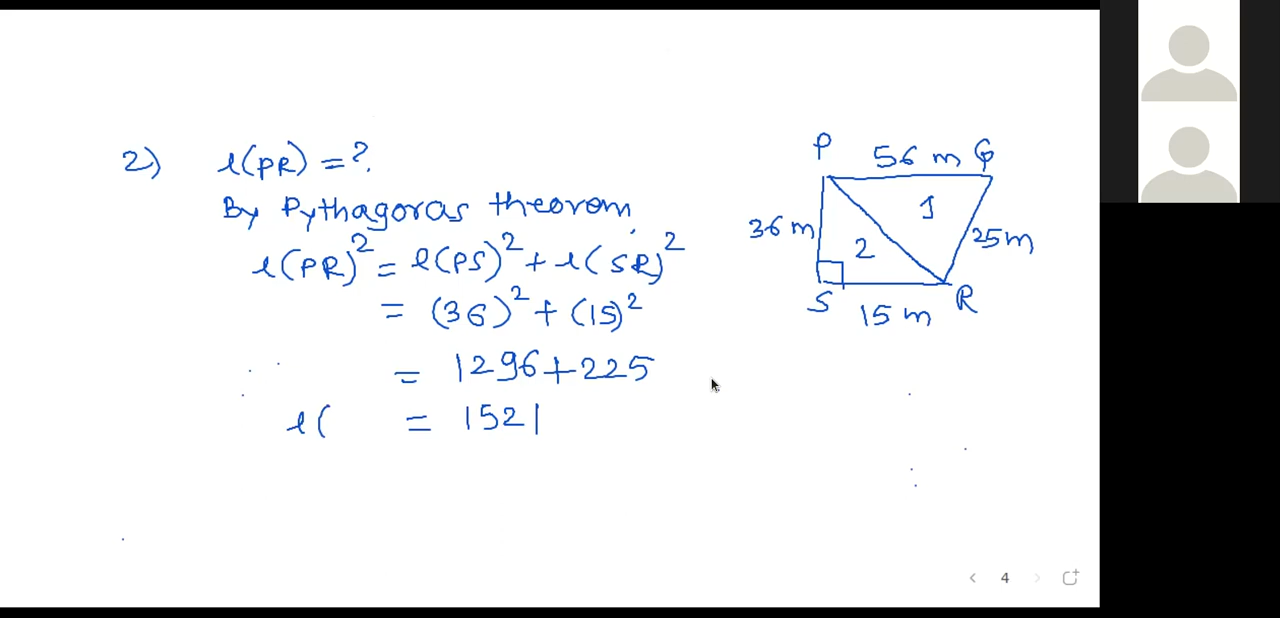 2) l(PR) = ?.
By Pythagoras theorem,
l(PR)² = l(PS)² + l(SR)²
= (36)² + (15)²
= 1296+225
l( = 1521
P 56 m Q
36 m 1 25m
2
S 15 m R
4